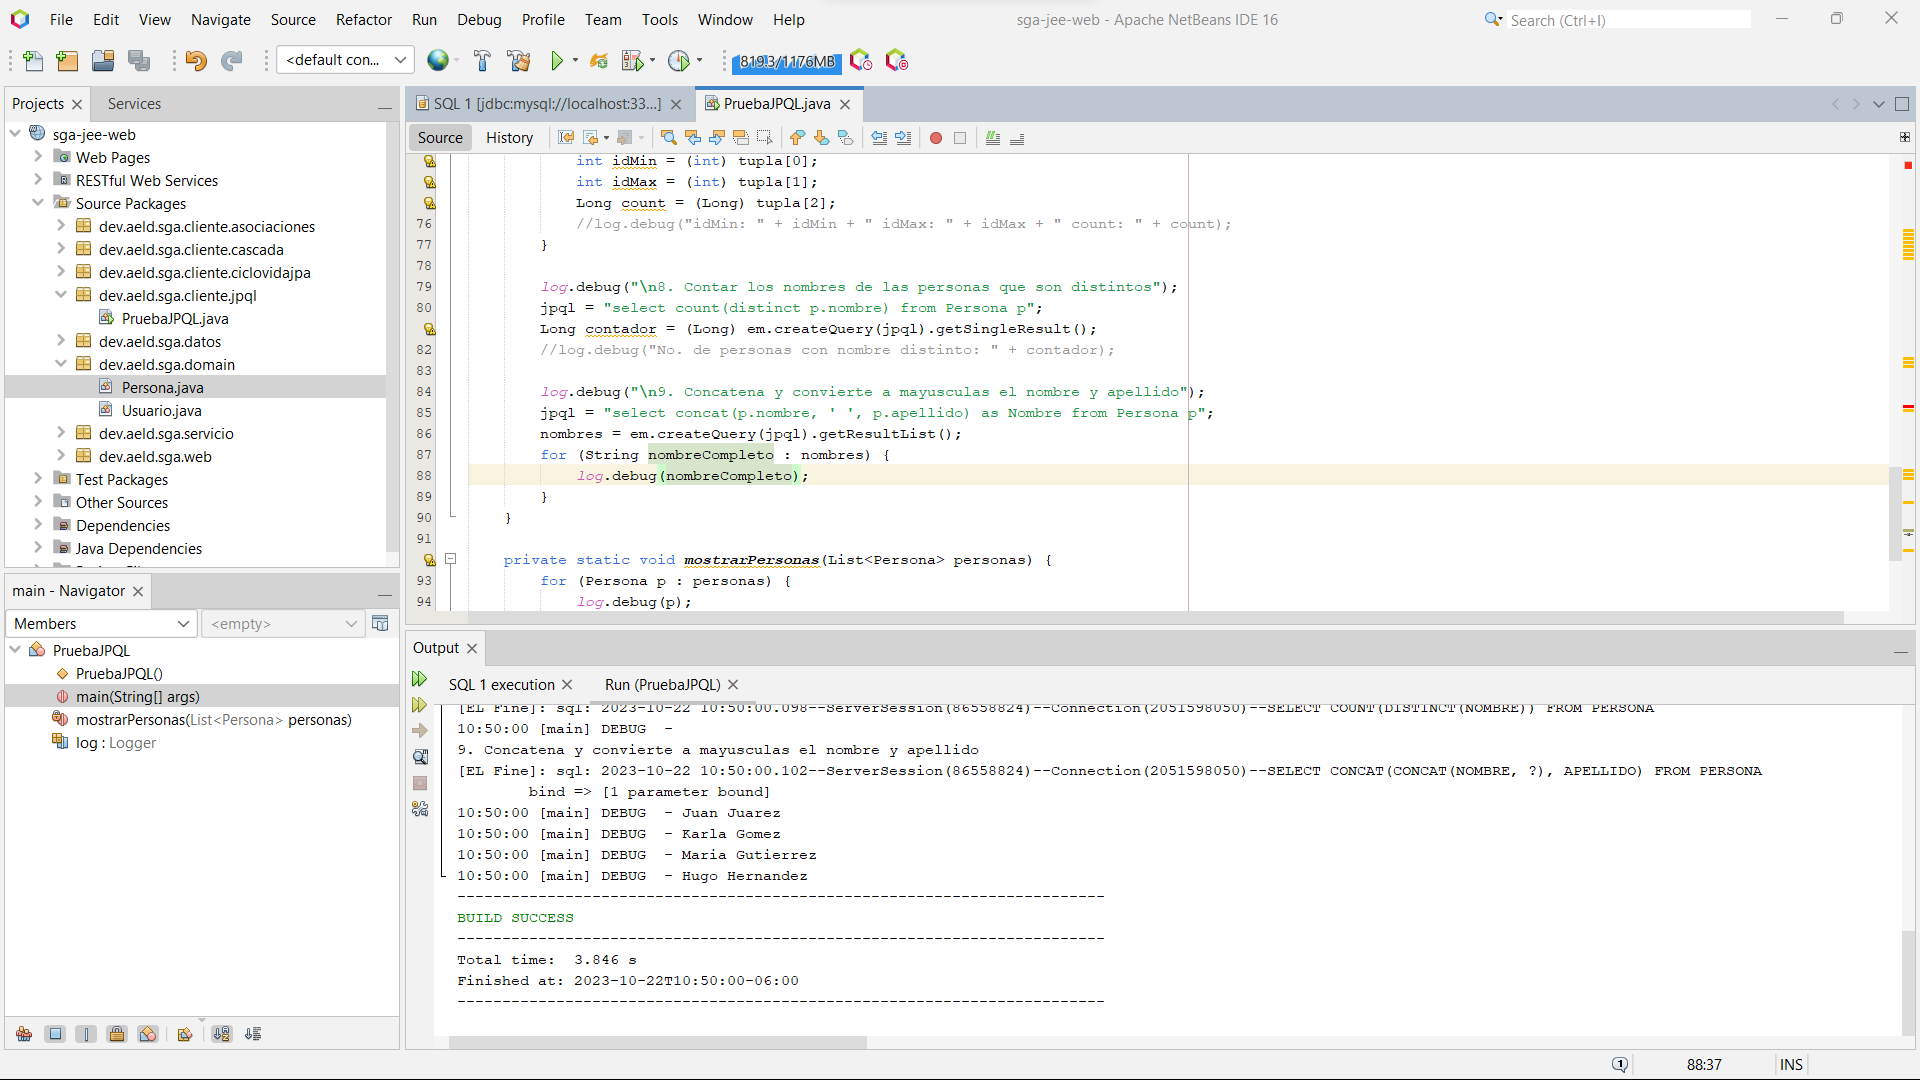 File Edit View Navigate Source Refactor Run Debug Profile Team Tools Window Help
sga-jee-web - Apache NetBeans IDE 16
Search (Ctrl+I)
<default con...
819.3/1176MB
Projects
Services
sga-jee-web
Web Pages
RESTful Web Services
Source Packages
dev.aeld.sga.cliente.asociaciones
dev.aeld.sga.cliente.cascada
dev.aeld.sga.cliente.ciclovidajpa
dev.aeld.sga.cliente.jpql
PruebaJPQL.java
dev.aeld.sga.datos
dev.aeld.sga.domain
Persona.java
Usuario.java
dev.aeld.sga.servicio
dev.aeld.sga.web
Test Packages
Other Sources
Dependencies
Java Dependencies
main - Navigator
Members
<empty>
PruebaJPQL
PruebaJPQL()
main(String[] args)
mostrarPersonas(List<Persona> personas)
log : Logger
SQL 1 [jdbc:mysql://localhost:33...]
PruebaJPQL.java
Source
History
int idMin = (int) tupla[0];
int idMax = (int) tupla[1];
Long count = (Long) tupla[2];
76 //log.debug("idMin: " + idMin + " idMax: " + idMax + " count: " + count);
77 }
78
79 log.debug("\n8. Contar los nombres de las personas que son distintos");
80 jpql = "select count(distinct p.nombre) from Persona p";
Long contador = (Long) em.createQuery(jpql).getSingleResult();
82 //log.debug("No. de personas con nombre distinto: " + contador);
83
84 log.debug("\n9. Concatena y convierte a mayusculas el nombre y apellido");
85 jpql = "select concat(p.nombre, ' ', p.apellido) as Nombre from Persona p";
86 nombres = em.createQuery(jpql).getResultList();
87 for (String nombreCompleto : nombres) {
88 log.debug(nombreCompleto);
89 }
90 }
91
private static void mostrarPersonas(List<Persona> personas) {
93 for (Persona p : personas) {
94 log.debug(p);
Output
SQL 1 execution
Run (PruebaJPQL)
[EL Fine]: sql: 2023-10-22 10:50:00.098--ServerSession(86558824)--Connection(2051598050)--SELECT COUNT(DISTINCT(NOMBRE)) FROM PERSONA
10:50:00 [main] DEBUG  -
9. Concatena y convierte a mayusculas el nombre y apellido
[EL Fine]: sql: 2023-10-22 10:50:00.102--ServerSession(86558824)--Connection(2051598050)--SELECT CONCAT(CONCAT(NOMBRE, ?), APELLIDO) FROM PERSONA
bind => [1 parameter bound]
10:50:00 [main] DEBUG  - Juan Juarez
10:50:00 [main] DEBUG  - Karla Gomez
10:50:00 [main] DEBUG  - Maria Gutierrez
10:50:00 [main] DEBUG  - Hugo Hernandez
------------------------------------------------------------------------
BUILD SUCCESS
------------------------------------------------------------------------
Total time:  3.846 s
Finished at: 2023-10-22T10:50:00-06:00
------------------------------------------------------------------------
1
88:37
INS